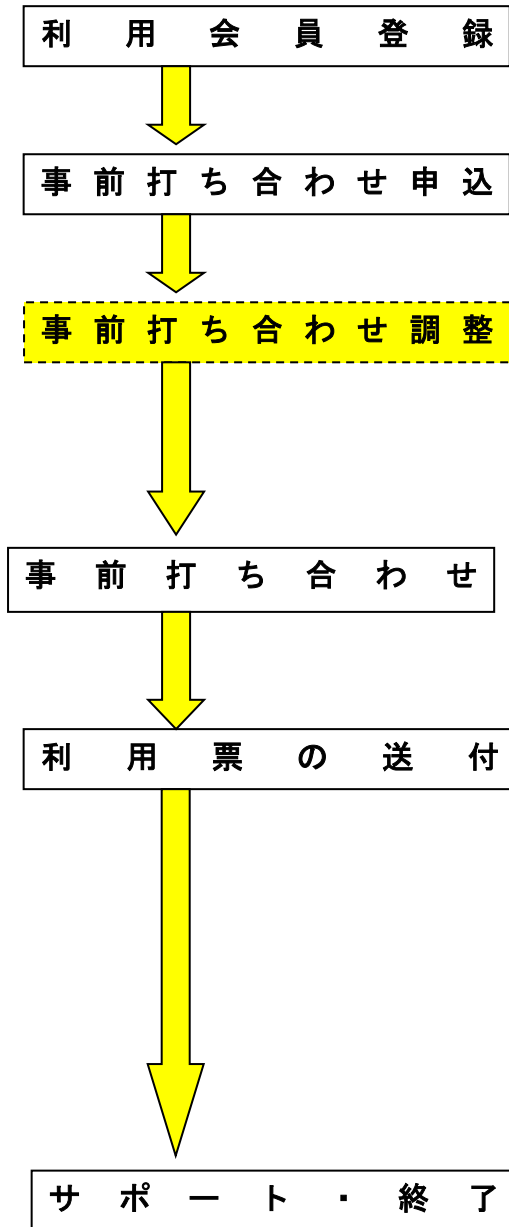 利用会員登録
事前打ち合わせ申込
事前打ち合わせ調整
事前打ち合わせ
利用票の送付
サポート・終了